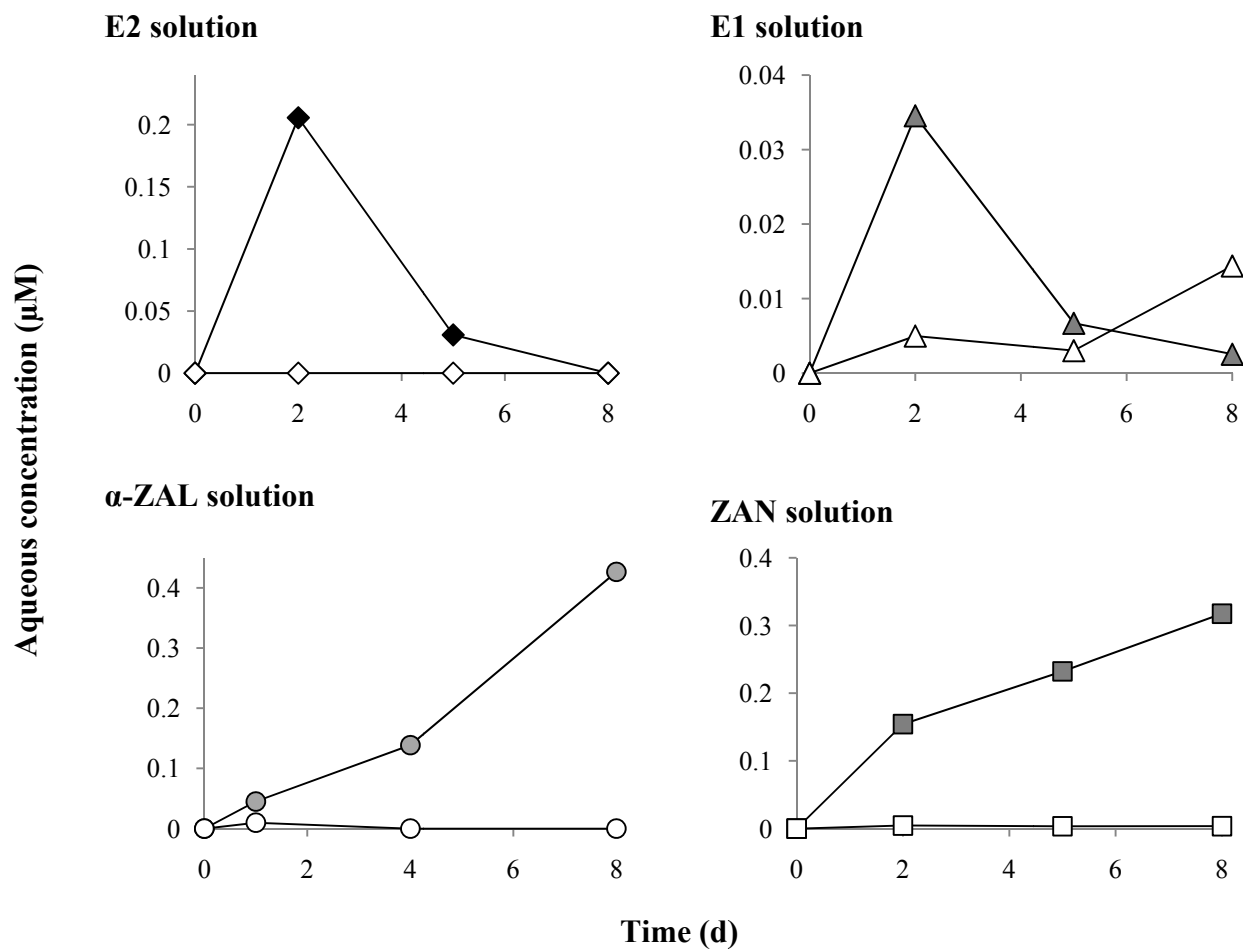 E2 solution
0.2
0.15
0.1
0.05
0
0 2 4 6 8
E1 solution
0.04
0.03
0.02
0.01
0
0 2 4 6 8
Aqueous concentration (µM)
α-ZAL solution
0.4
0.3
0.2
0.1
0
0 2 4 6 8
ZAN solution
0.4
0.3
0.2
0.1
0
0 2 4 6 8
Time (d)